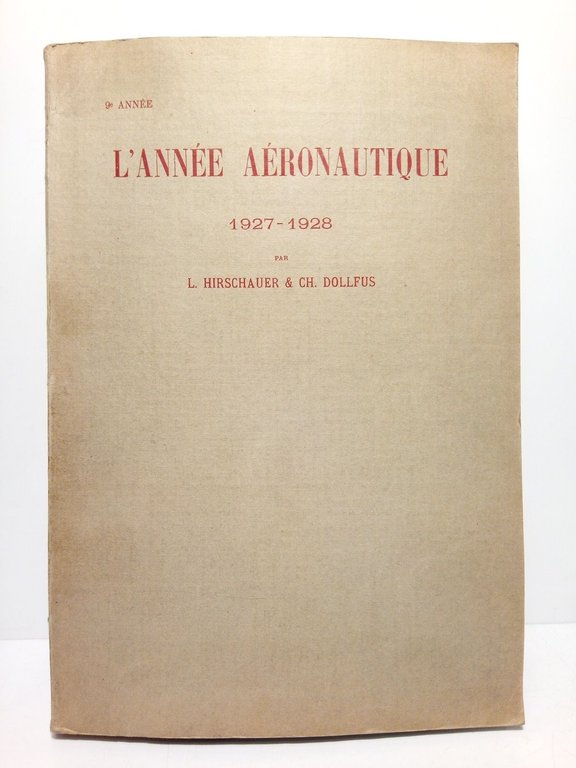 9e ANNÉE
L'ANNÉE AÉRONAUTIQUE
1927-1928
PAR
L. HIRSCHAUER & CH. DOLLFUS